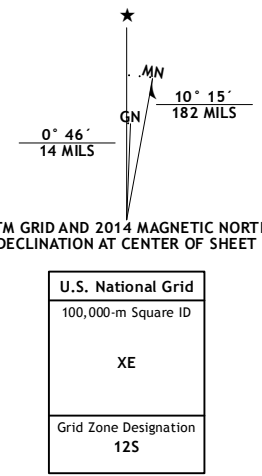 ★
MN
GN
10° 15´
182 MILS
0° 46´
14 MILS
TM GRID AND 2014 MAGNETIC NORTH
DECLINATION AT CENTER OF SHEET
U.S. National Grid
100,000-m Square ID
XE
Grid Zone Designation
12S